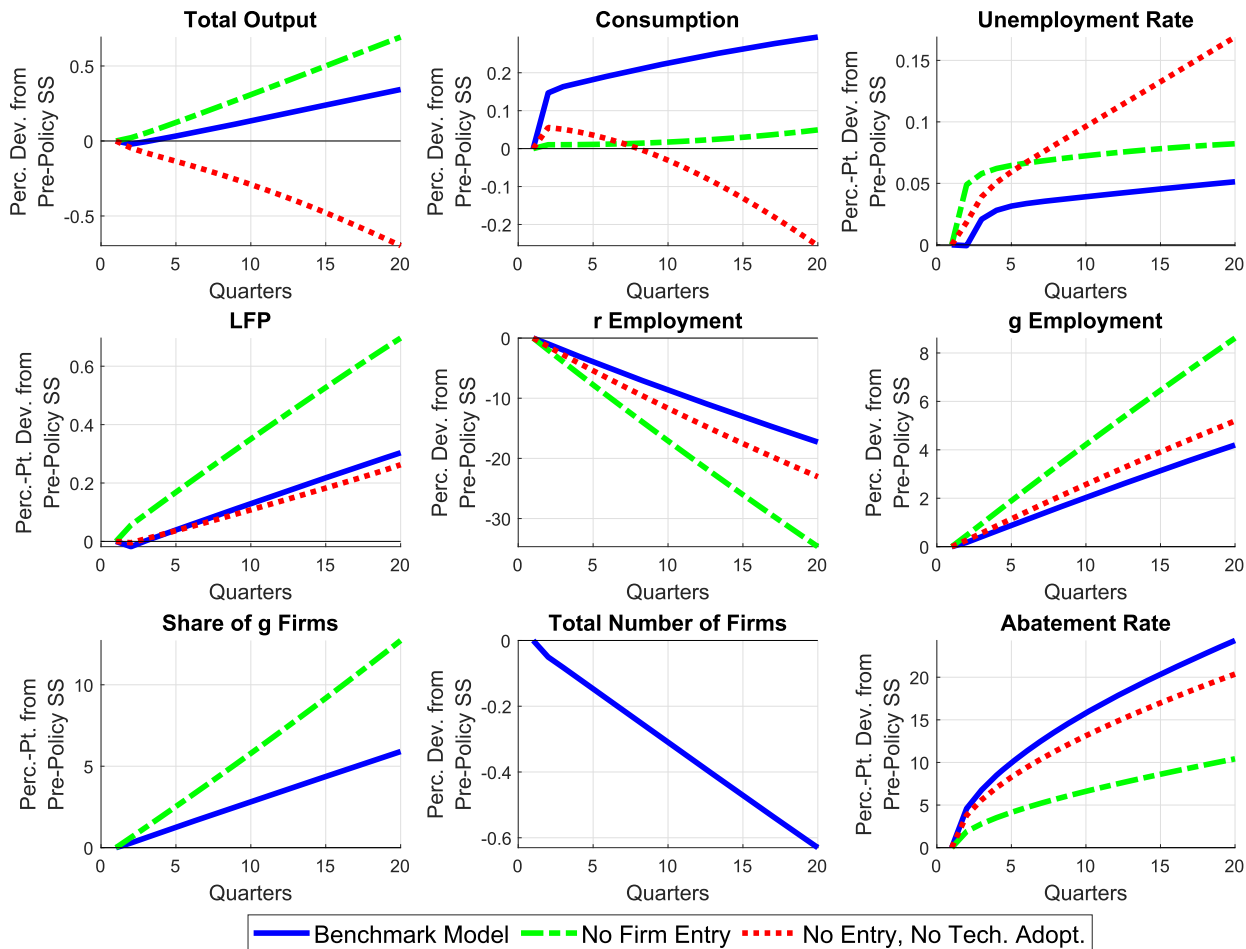 Total Output
Perc. Dev. from
Pre-Policy SS
0.5
0
-0.5
0
5
10
15
20
Quarters
Consumption
Perc. Dev. from
Pre-Policy SS
0.2
0.1
0
-0.1
-0.2
0
5
10
15
20
Quarters
Unemployment Rate
Perc.-Pt. Dev. from
Pre-Policy SS
0.15
0.1
0.05
0
0
5
10
15
20
Quarters
LFP
Perc.-Pt. Dev. from
Pre-Policy SS
0.6
0.4
0.2
0
0
5
10
15
20
Quarters
r Employment
Perc. Dev. from
Pre-Policy SS
0
-10
-20
-30
0
5
10
15
20
Quarters
g Employment
Perc. Dev. from
Pre-Policy SS
8
6
4
2
0
0
5
10
15
20
Quarters
Share of g Firms
Perc.-Pt. from
Pre-Policy SS
10
5
0
0
5
10
15
20
Quarters
Total Number of Firms
Perc. Dev. from
Pre-Policy SS
0
-0.2
-0.4
-0.6
0
5
10
15
20
Quarters
Abatement Rate
Perc.-Pt. Dev. from
Pre-Policy SS
20
15
10
5
0
0
5
10
15
20
Quarters
Benchmark Model
No Firm Entry
No Entry, No Tech. Adopt.